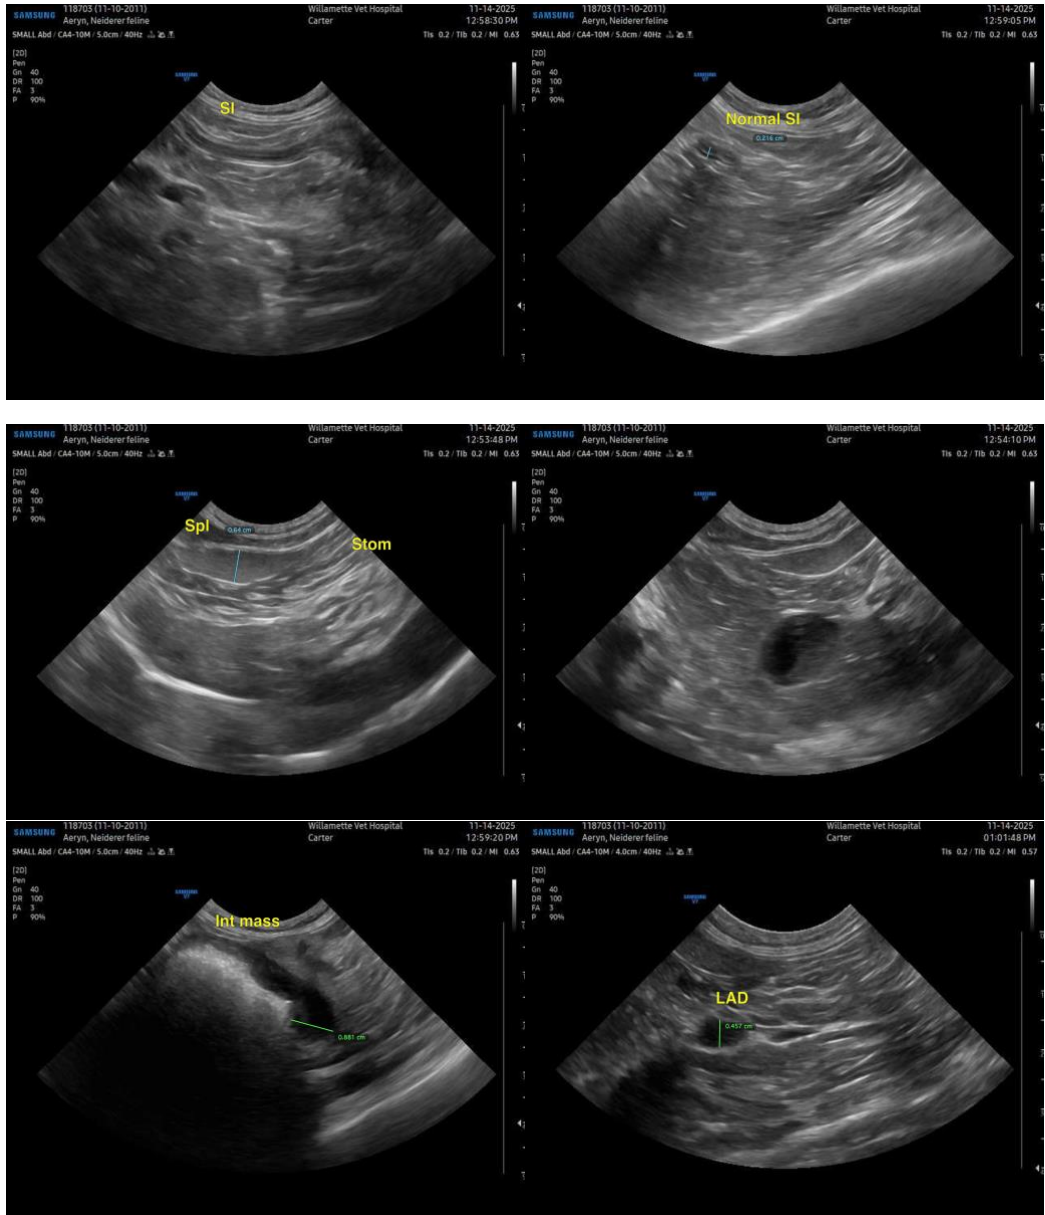 118703 (11-10-2011) Willamette Vet Hospital 11-14-2025
SAMSUNG Aeryn, Neidererfeline Carter 12:58:30 PM
SMALL Abd / CA4-10M / 5.0cm / 40Hz TIs 0.2 / TIb 0.2 / MI 0.63
[2D]
Pen
Gn 40
DR 100
FA 3
P 90%
SAMSUNG
SI
118703 (11-10-2011) Willamette Vet Hospital 11-14-2025
SAMSUNG Aeryn, Neidererfeline Carter 12:59:05 PM
SMALL Abd / CA4-10M / 5.0cm / 40Hz TIs 0.2 / TIb 0.2 / MI 0.63
[2D]
Pen
Gn 40
DR 100
FA 3
P 90%
SAMSUNG
Normal SI
0.216 cm
118703 (11-10-2011) Willamette Vet Hospital 11-14-2025
SAMSUNG Aeryn, Neidererfeline Carter 12:53:48 PM
SMALL Abd / CA4-10M / 5.0cm / 40Hz TIs 0.2 / TIb 0.2 / MI 0.63
[2D]
Pen
Gn 40
DR 100
FA 3
P 90%
SAMSUNG
Spl
0.64 cm
Stom
118703 (11-10-2011) Willamette Vet Hospital 11-14-2025
SAMSUNG Aeryn, Neidererfeline Carter 12:54:10 PM
SMALL Abd / CA4-10M / 5.0cm / 40Hz TIs 0.2 / TIb 0.2 / MI 0.63
[2D]
Pen
Gn 40
DR 100
FA 3
P 90%
SAMSUNG
118703 (11-10-2011) Willamette Vet Hospital 11-14-2025
SAMSUNG Aeryn, Neidererfeline Carter 12:59:20 PM
SMALL Abd / CA4-10M / 5.0cm / 40Hz TIs 0.2 / TIb 0.2 / MI 0.63
[2D]
Pen
Gn 40
DR 100
FA 3
P 90%
SAMSUNG
Int mass
0.881 cm
118703 (11-10-2011) Willamette Vet Hospital 11-14-2025
SAMSUNG Aeryn, Neidererfeline Carter 01:01:48 PM
SMALL Abd / CA4-10M / 4.0cm / 40Hz TIs 0.2 / TIb 0.2 / MI 0.57
[2D]
Pen
Gn 40
DR 100
FA 3
P 90%
SAMSUNG
LAD
0.457 cm